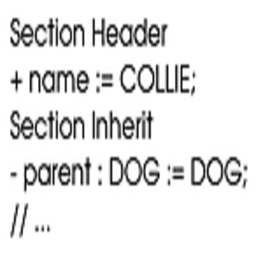 Section Header
+ name := COLLIE;
Section Inherit
- parent : DOG := DOG;
// ...